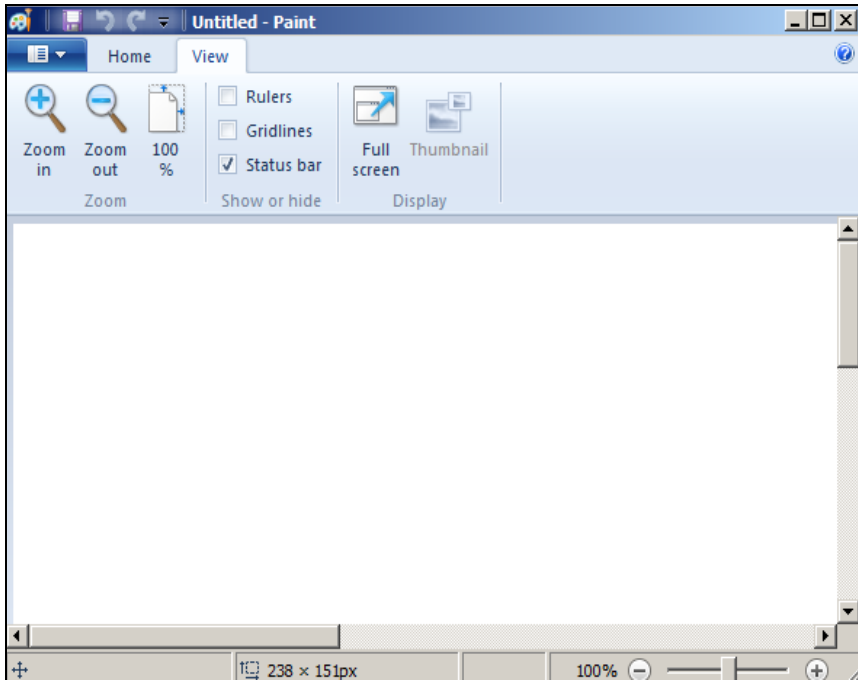 Untitled - Paint
Home View
Zoom in
Zoom out
100 %
Rulers
Gridlines
Status bar
Full screen
Thumbnail
Zoom
Show or hide
Display
238 × 151px
100%